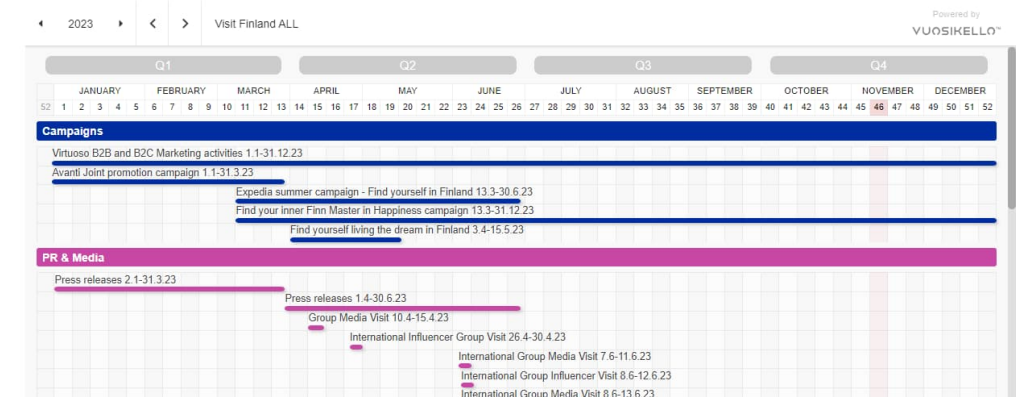 2023 Visit Finland ALL
Powered by
VUOSIKELLO™
Q1 Q2 Q3 Q4
JANUARY FEBRUARY MARCH APRIL MAY JUNE JULY AUGUST SEPTEMBER OCTOBER NOVEMBER DECEMBER
52 1 2 3 4 5 6 7 8 9 10 11 12 13 14 15 16 17 18 19 20 21 22 23 24 25 26 27 28 29 30 31 32 33 34 35 36 37 38 39 40 41 42 43 44 45 46 47 48 49 50 51 52
Campaigns
Virtuoso B2B and B2C Marketing activities 1.1-31.12.23
Avanti Joint promotion campaign 1.1-31.3.23
Expedia summer campaign - Find yourself in Finland 13.3-30.6.23
Find your inner Finn Master in Happiness campaign 13.3-31.12.23
Find yourself living the dream in Finland 3.4-15.5.23
PR & Media
Press releases 2.1-31.3.23
Press releases 1.4-30.6.23
Group Media Visit 10.4-15.4.23
International Influencer Group Visit 26.4-30.4.23
International Group Media Visit 7.6-11.6.23
International Group Influencer Visit 8.6-12.6.23
International Group Media Visit 8.6-13.6.23